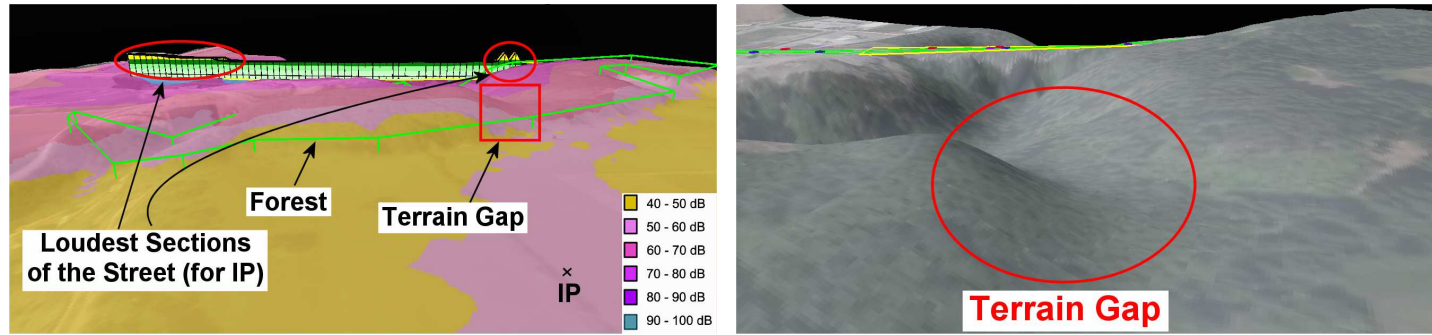 Forest
Terrain Gap
Loudest Sections
of the Street (for IP)
IP
40 - 50 dB
50 - 60 dB
60 - 70 dB
70 - 80 dB
80 - 90 dB
90 - 100 dB
Terrain Gap